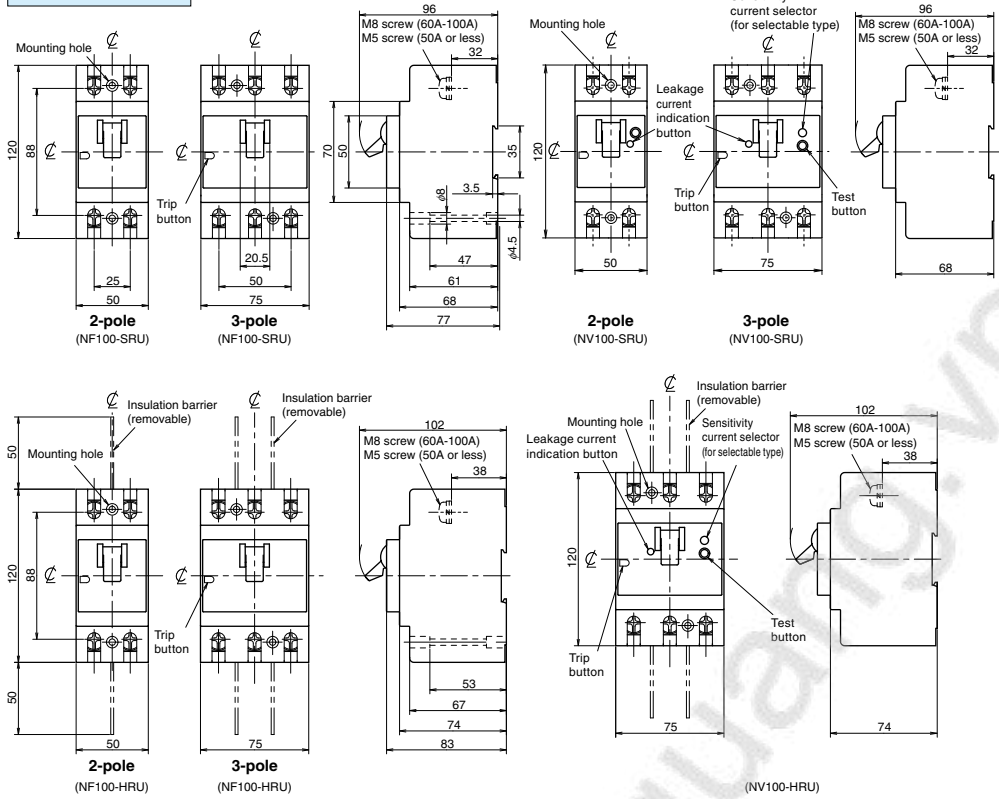 96
M8 screw (60A-100A)
M5 screw (50A or less)
32
Mounting hole
℄
℄
120
88
℄
℄
Trip
button
25
50
20.5
50
75
70
50
35
3.5
φ8
φ4.5
47
61
68
77
2-pole
(NF100-SRU)
3-pole
(NF100-SRU)
current selector
(for selectable type)
Mounting hole
℄
℄
Leakage
current
indication
button
120
℄
℄
Trip
button
Test
button
50
75
96
M8 screw (60A-100A)
M5 screw (50A or less)
32
68
2-pole
(NV100-SRU)
3-pole
(NV100-SRU)
℄
Insulation barrier
(removable)
℄
Insulation barrier
(removable)
50
Mounting hole
120
88
℄
℄
Trip
button
50
50
75
102
M8 screw (60A-100A)
M5 screw (50A or less)
38
53
67
74
83
2-pole
(NF100-HRU)
3-pole
(NF100-HRU)
℄
Insulation barrier
(removable)
Mounting hole
Leakage current
indication button
Sensitivity
current selector
(for selectable type)
120
℄
Trip
button
Test
button
75
102
M8 screw (60A-100A)
M5 screw (50A or less)
38
74
(NV100-HRU)
uang.vn